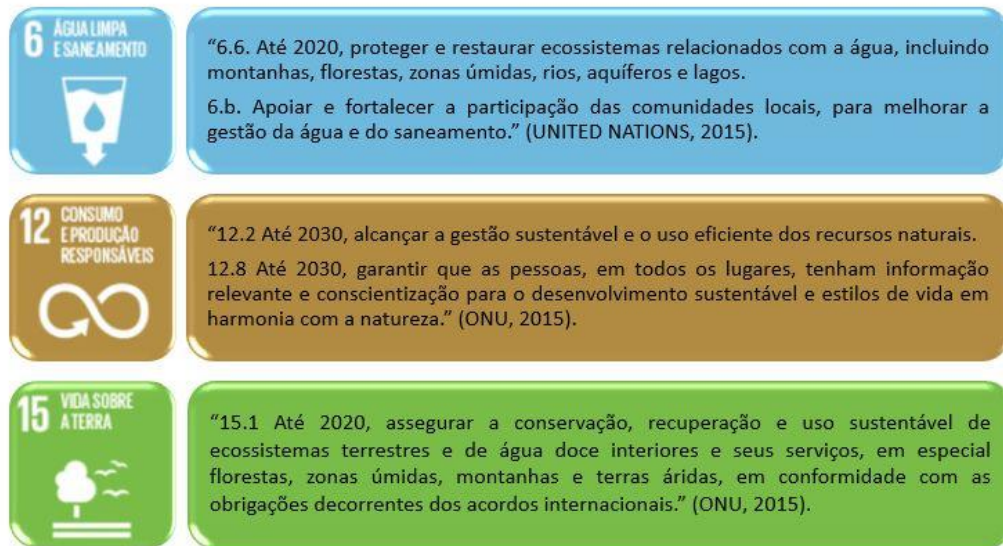 6 ÁGUA LIMPA
E SANEAMENTO
“6.6. Até 2020, proteger e restaurar ecossistemas relacionados com a água, incluindo
montanhas, florestas, zonas úmidas, rios, aquíferos e lagos.
6.b. Apoiar e fortalecer a participação das comunidades locais, para melhorar a
gestão da água e do saneamento.” (UNITED NATIONS, 2015).
12 CONSUMO
E PRODUÇÃO
RESPONSÁVEIS
“12.2 Até 2030, alcançar a gestão sustentável e o uso eficiente dos recursos naturais.
12.8 Até 2030, garantir que as pessoas, em todos os lugares, tenham informação
relevante e conscientização para o desenvolvimento sustentável e estilos de vida em
harmonia com a natureza.” (ONU, 2015).
15 VIDA SOBRE
A TERRA
“15.1 Até 2020, assegurar a conservação, recuperação e uso sustentável de
ecossistemas terrestres e de água doce interiores e seus serviços, em especial
florestas, zonas úmidas, montanhas e terras áridas, em conformidade com as
obrigações decorrentes dos acordos internacionais.” (ONU, 2015).